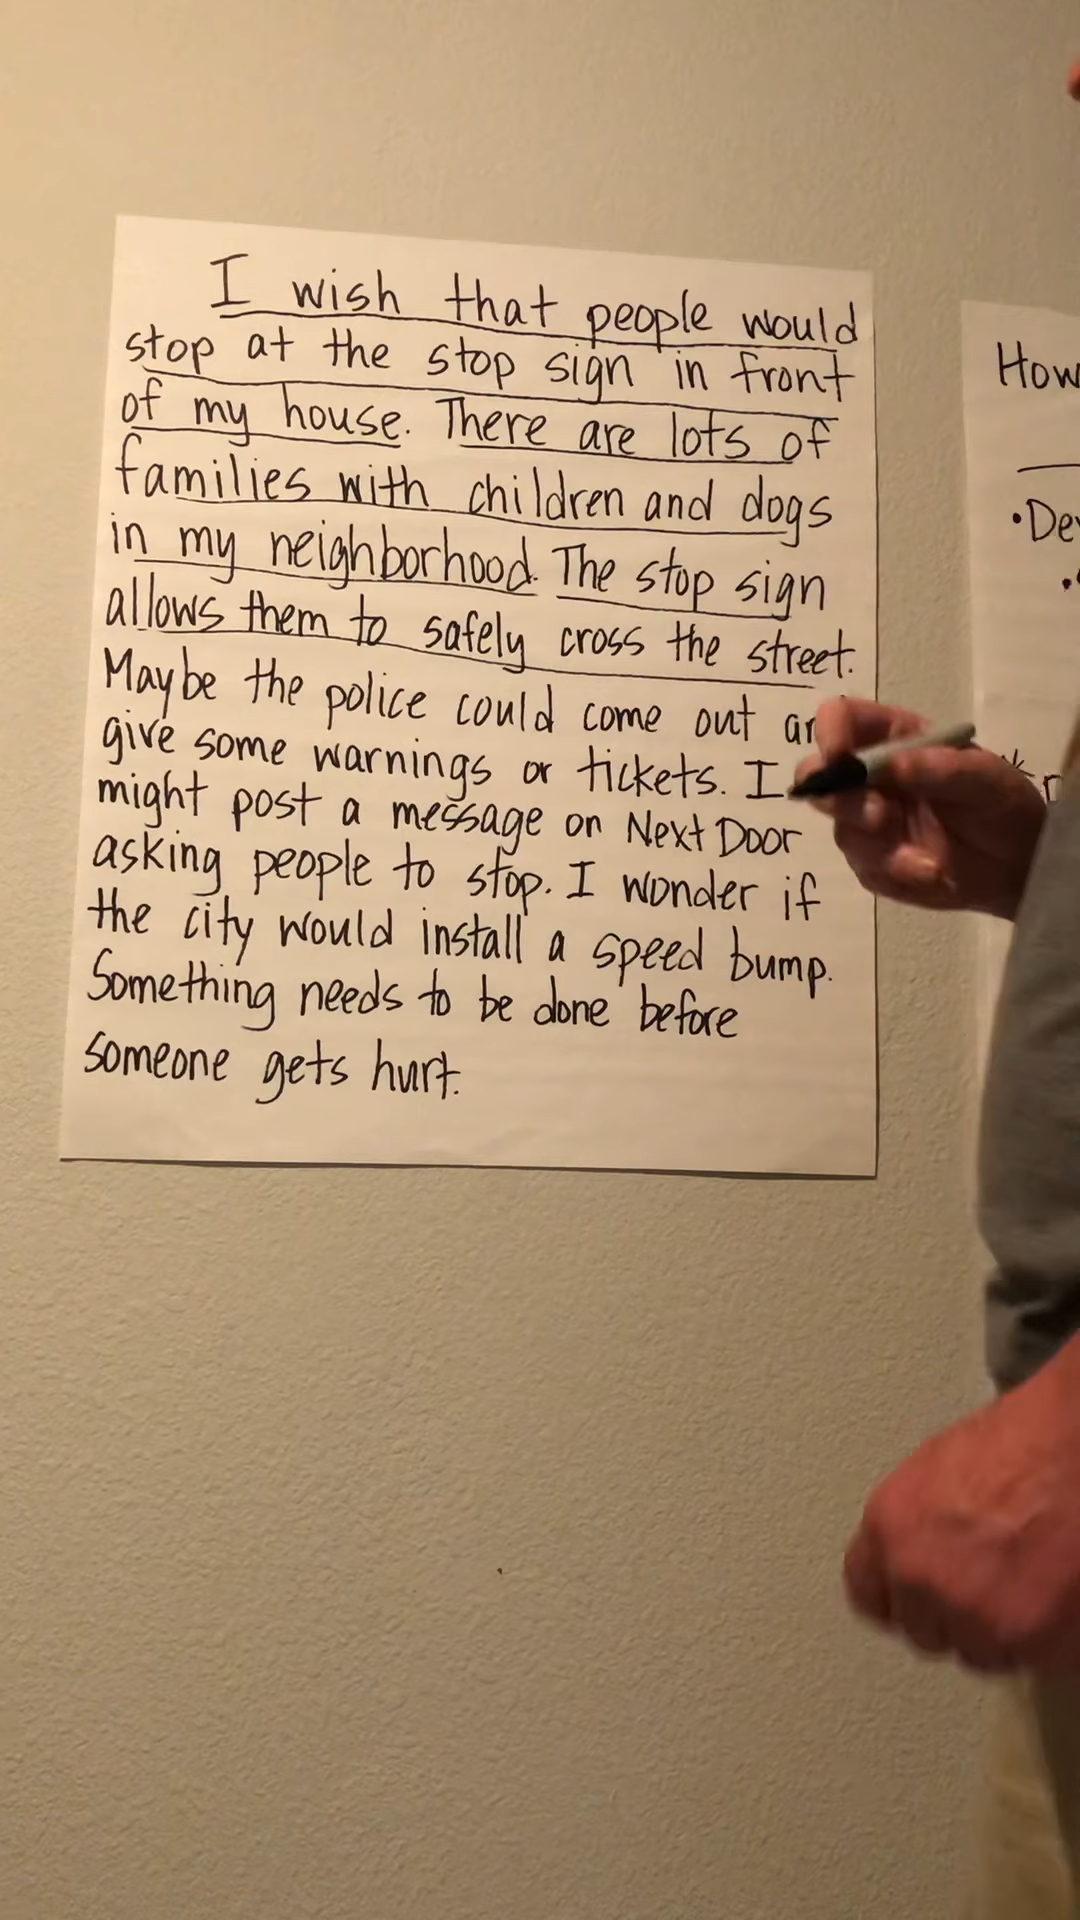 I wish that people would
stop at the stop sign in front
of my house. There are lots of
families with children and dogs
in my neighborhood. The stop sign
allows them to safely cross the street.
Maybe the police could come out
give some warnings or tickets. I
might post a message on Next Door
asking people to stop. I wonder if
the city would install a speed bump.
Something needs to be done before
someone gets hurt.
How